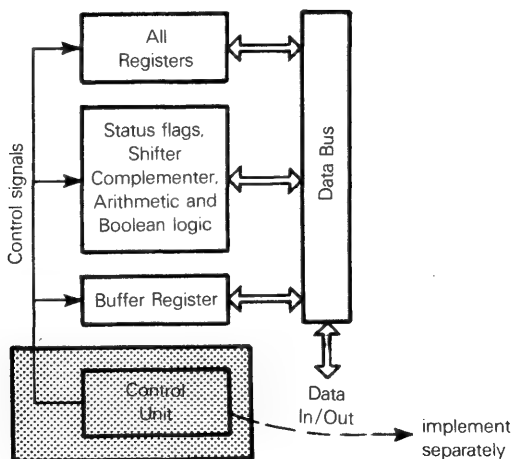 All
Registers
Status flags,
Shifter
Complementer,
Arithmetic and
Boolean logic
Buffer Register
Control
Unit
Control signals
Data Bus
Data
In/Out
implement
separately